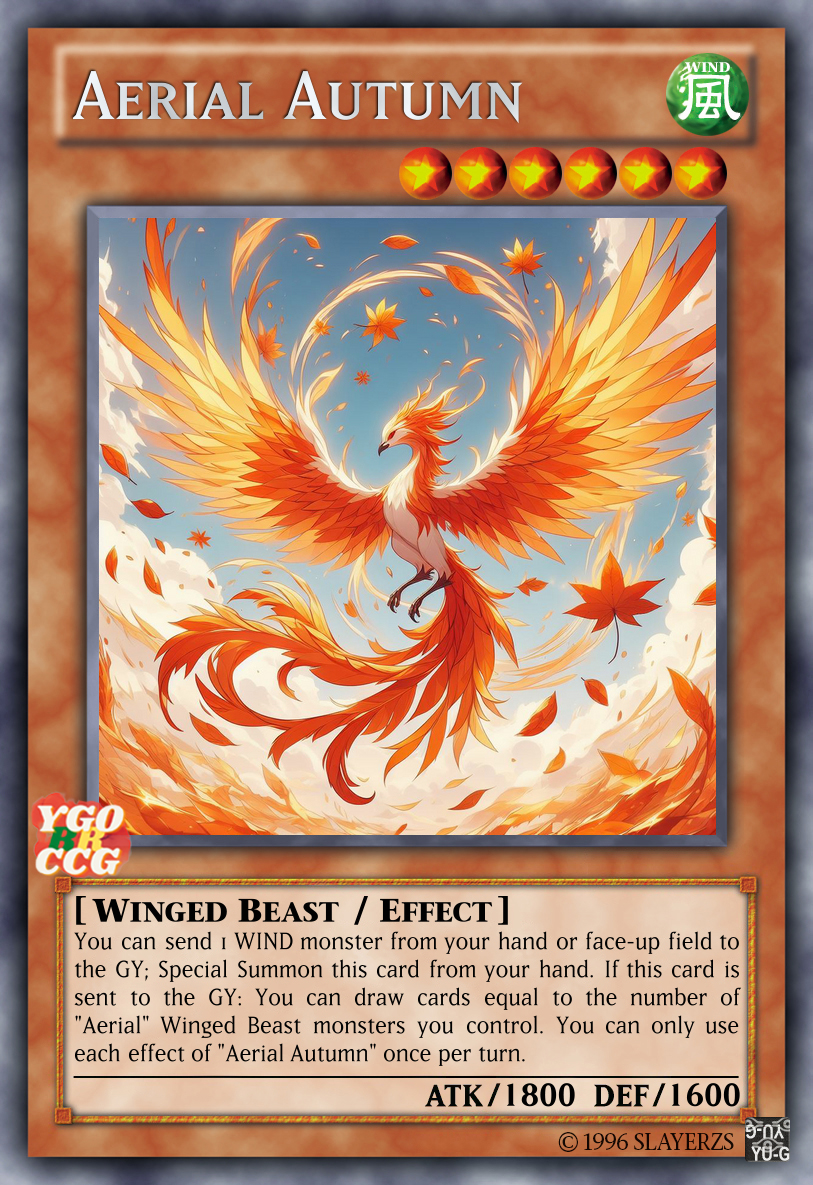 AERIAL AUTUMN
WIND
風
YGO
BR
CCG
[ WINGED BEAST / EFFECT ]
You can send 1 WIND monster from your hand or face-up field to
the GY; Special Summon this card from your hand. If this card is
sent to the GY: You can draw cards equal to the number of
"Aerial" Winged Beast monsters you control. You can only use
each effect of "Aerial Autumn" once per turn.
ATK/1800 DEF/1600
© 1996 SLAYERZS
YU-G